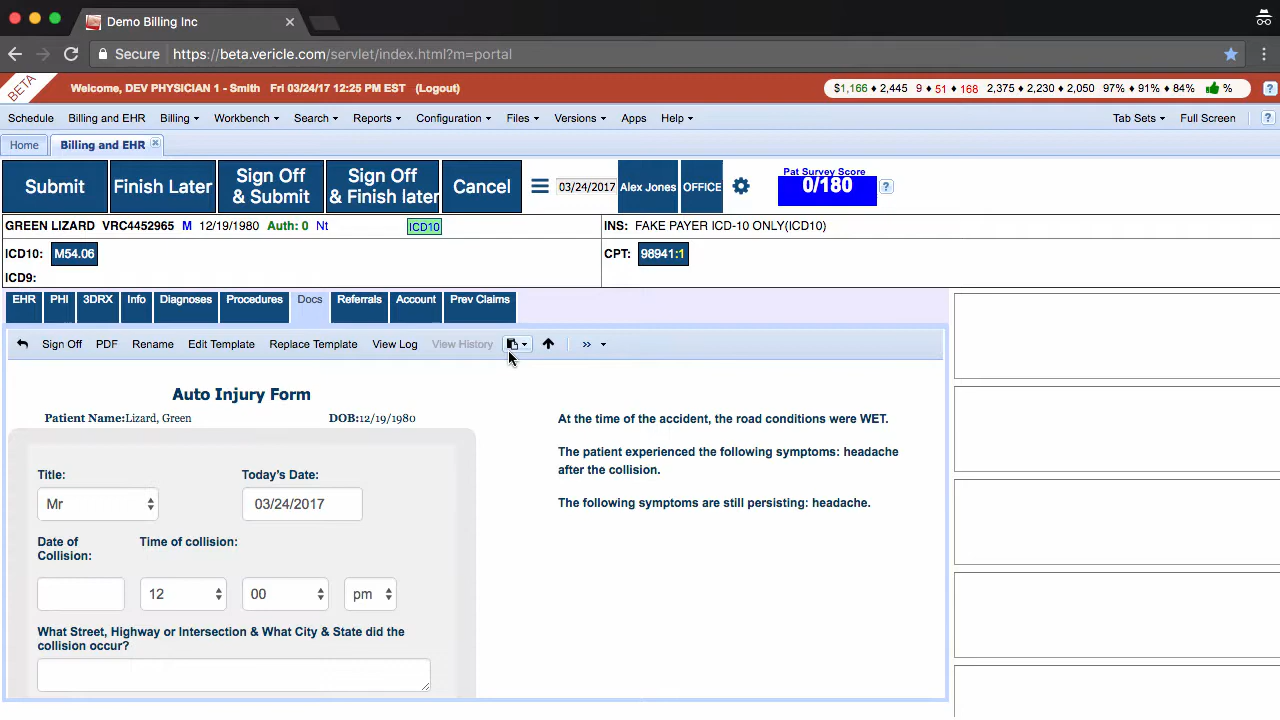 Demo Billing Inc
Secure https://beta.vericle.com/servlet/index.html?m=portal
BETA
Welcome, DEV PHYSICIAN 1 - Smith Fri 03/24/17 12:25 PM EST (Logout)
$1,166 ♦ 2,445 9 ♦ 51 ♦ 168 2,375 ♦ 2,230 ♦ 2,050 97% ♦ 91% ♦ 84% %
?
Schedule Billing and EHR Billing Workbench Search Reports Configuration Files Versions Apps Help Tab Sets Full Screen ?
Home Billing and EHR
Submit Finish Later Sign Off & Submit Sign Off & Finish later Cancel 03/24/2017 Alex Jones OFFICE
Pat Survey Score
0/180 ?
GREEN LIZARD VRC4452965 M 12/19/1980 Auth: 0 Nt ICD10 INS: FAKE PAYER ICD-10 ONLY(ICD10)
ICD10: M54.06 CPT: 98941:1
ICD9:
EHR PHI 3DRX Info Diagnoses Procedures Docs Referrals Account Prev Claims
Sign Off PDF Rename Edit Template Replace Template View Log View History »
Auto Injury Form
Patient Name:Lizard, Green DOB:12/19/1980
Title: Today's Date:
Mr 03/24/2017
Date of Collision: Time of collision:
12 00 pm
What Street, Highway or Intersection & What City & State did the
collision occur?
At the time of the accident, the road conditions were WET.
The patient experienced the following symptoms: headache
after the collision.
The following symptoms are still persisting: headache.